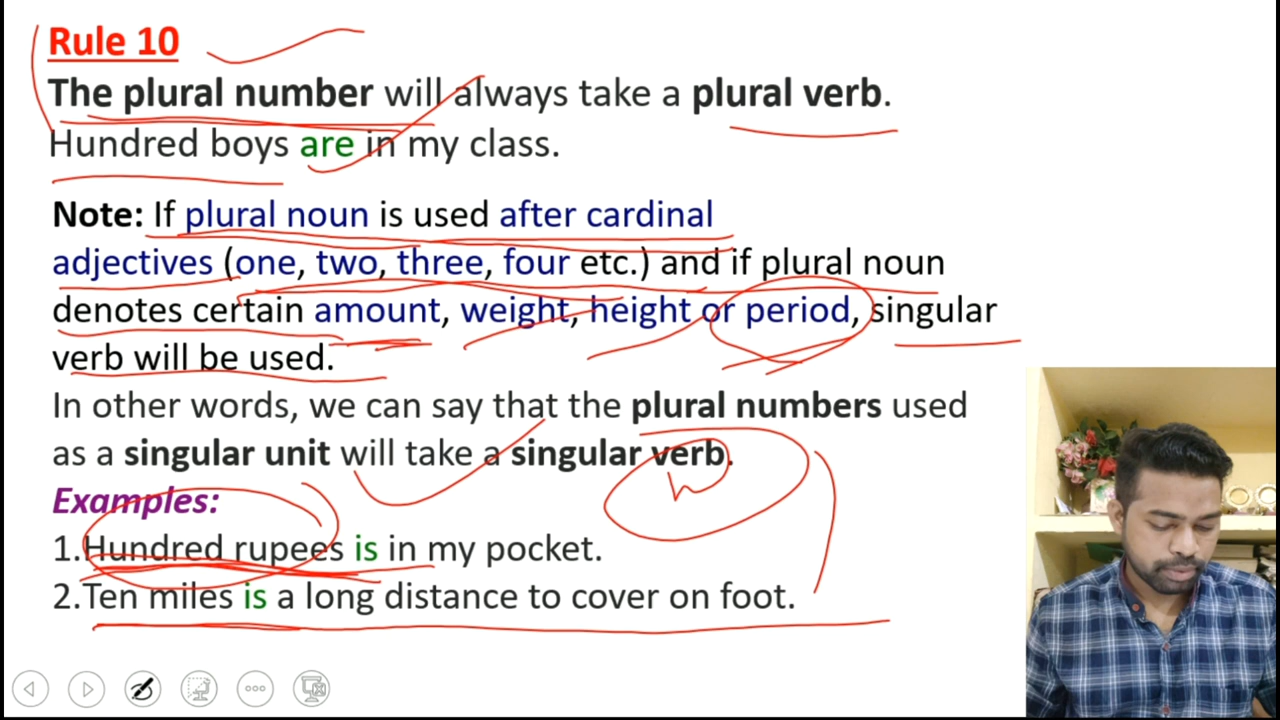 Rule 10
The plural number will always take a plural verb.
Hundred boys are in my class.
Note: If plural noun is used after cardinal
adjectives (one, two, three, four etc.) and if plural noun
denotes certain amount, weight, height or period, singular
verb will be used.
In other words, we can say that the plural numbers used
as a singular unit will take a singular verb.
Examples:
1.Hundred rupees is in my pocket.
2.Ten miles is a long distance to cover on foot.